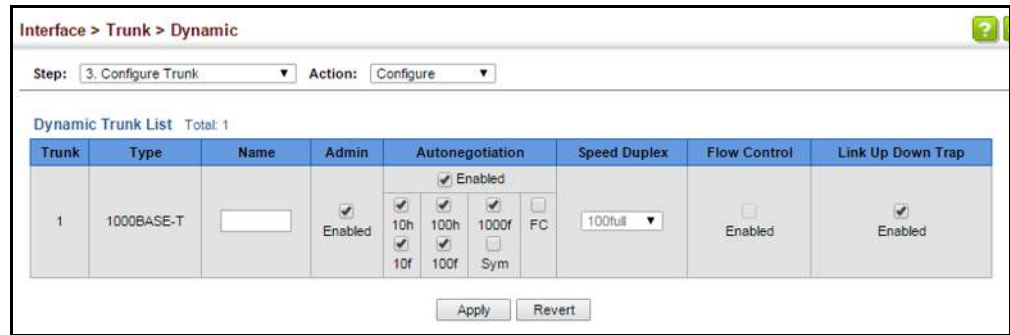 Interface > Trunk > Dynamic
?
Step: 3. Configure Trunk Action: Configure
Dynamic Trunk List Total: 1
Trunk Type Name Admin Autonegotiation Speed Duplex Flow Control Link Up Down Trap
Enabled
1 1000BASE-T Enabled 10h 100h 1000f FC 100full Enabled Enabled
10f 100f Sym
Apply Revert